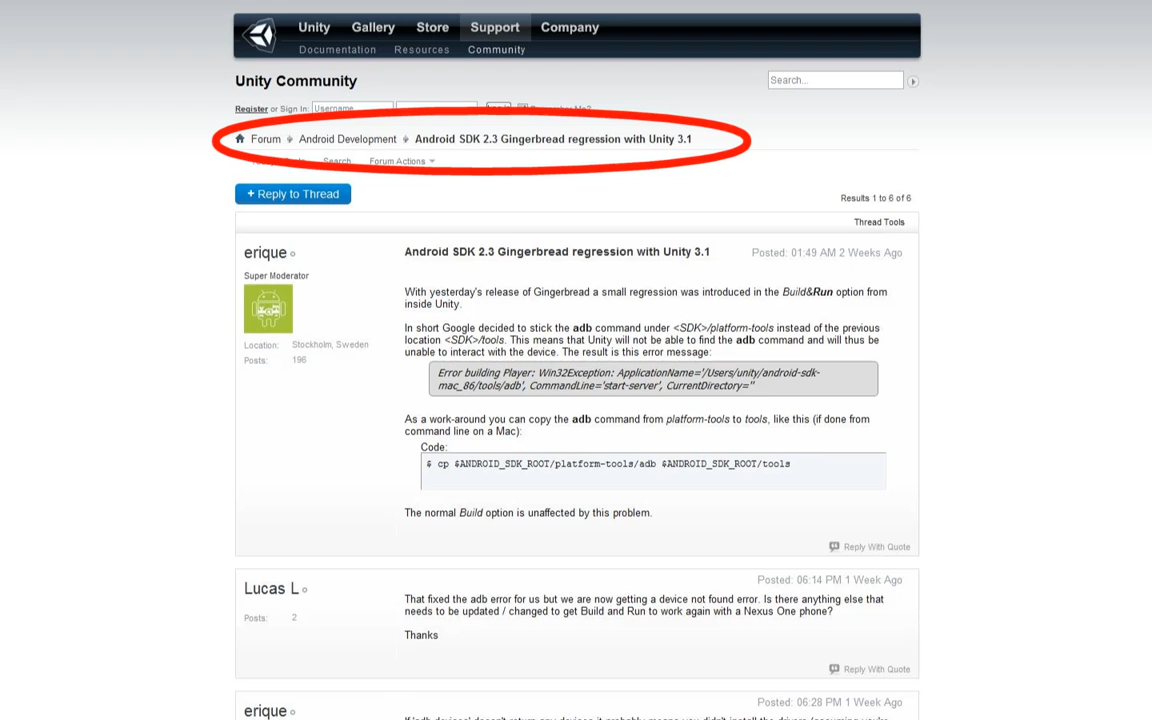 Unity Gallery Store Support Company
Documentation Resources Community
Unity Community
Search...
Register or Sign In: Username
Forum Android Development Android SDK 2.3 Gingerbread regression with Unity 3.1
Search Forum Actions
+ Reply to Thread
Results 1 to 6 of 6
Thread Tools
erique
Super Moderator
Location: Stockholm, Sweden
Posts: 196
Android SDK 2.3 Gingerbread regression with Unity 3.1 Posted: 01:49 AM 2 Weeks Ago
With yesterday's release of Gingerbread a small regression was introduced in the Build&Run option from
inside Unity.
In short Google decided to stick the adb command under <SDK>/platform-tools instead of the previous
location <SDK>/tools. This means that Unity will not be able to find the adb command and will thus be
unable to interact with the device. The result is this error message:
Error building Player: Win32Exception: ApplicationName='/Users/unity/android-sdk-
mac_86/tools/adb', CommandLine='start-server', CurrentDirectory=''
As a work-around you can copy the adb command from platform-tools to tools, like this (if done from
command line on a Mac):
Code:
$ cp $ANDROID_SDK_ROOT/platform-tools/adb $ANDROID_SDK_ROOT/tools
The normal Build option is unaffected by this problem.
Reply With Quote
Lucas L
Posts: 2
Posted: 06:14 PM 1 Week Ago
That fixed the adb error for us but we are now getting a device not found error. Is there anything else that
needs to be updated / changed to get Build and Run to work again with a Nexus One phone?
Thanks
Reply With Quote
erique
Posted: 06:28 PM 1 Week Ago